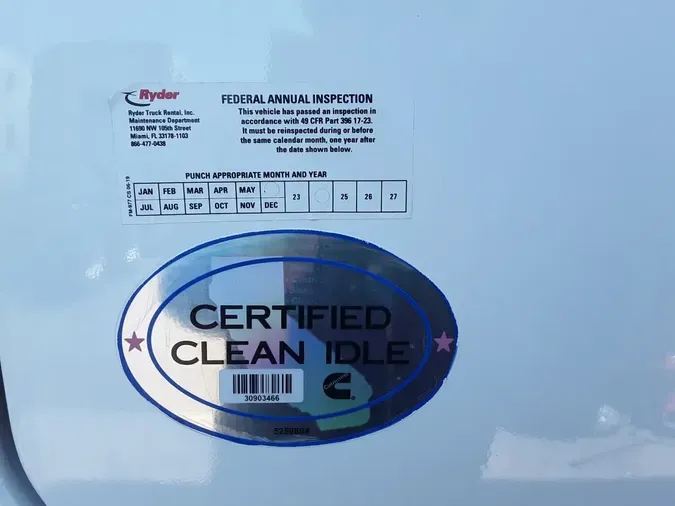 Ryder
Ryder Truck Rental, Inc.
Maintenance Department
11690 NW 105th Street
Miami, FL 33178-1103
866-477-0438
FEDERAL ANNUAL INSPECTION
This vehicle has passed an inspection in
accordance with 49 CFR Part 396 17-23.
It must be reinspected during or before
the same calendar month, one year after
the date shown below.
PUNCH APPROPRIATE MONTH AND YEAR
JAN FEB MAR APR MAY 23 25 26 27
JUL AUG SEP OCT NOV DEC
CERTIFIED
CLEAN IDLE
30903466
Cummins